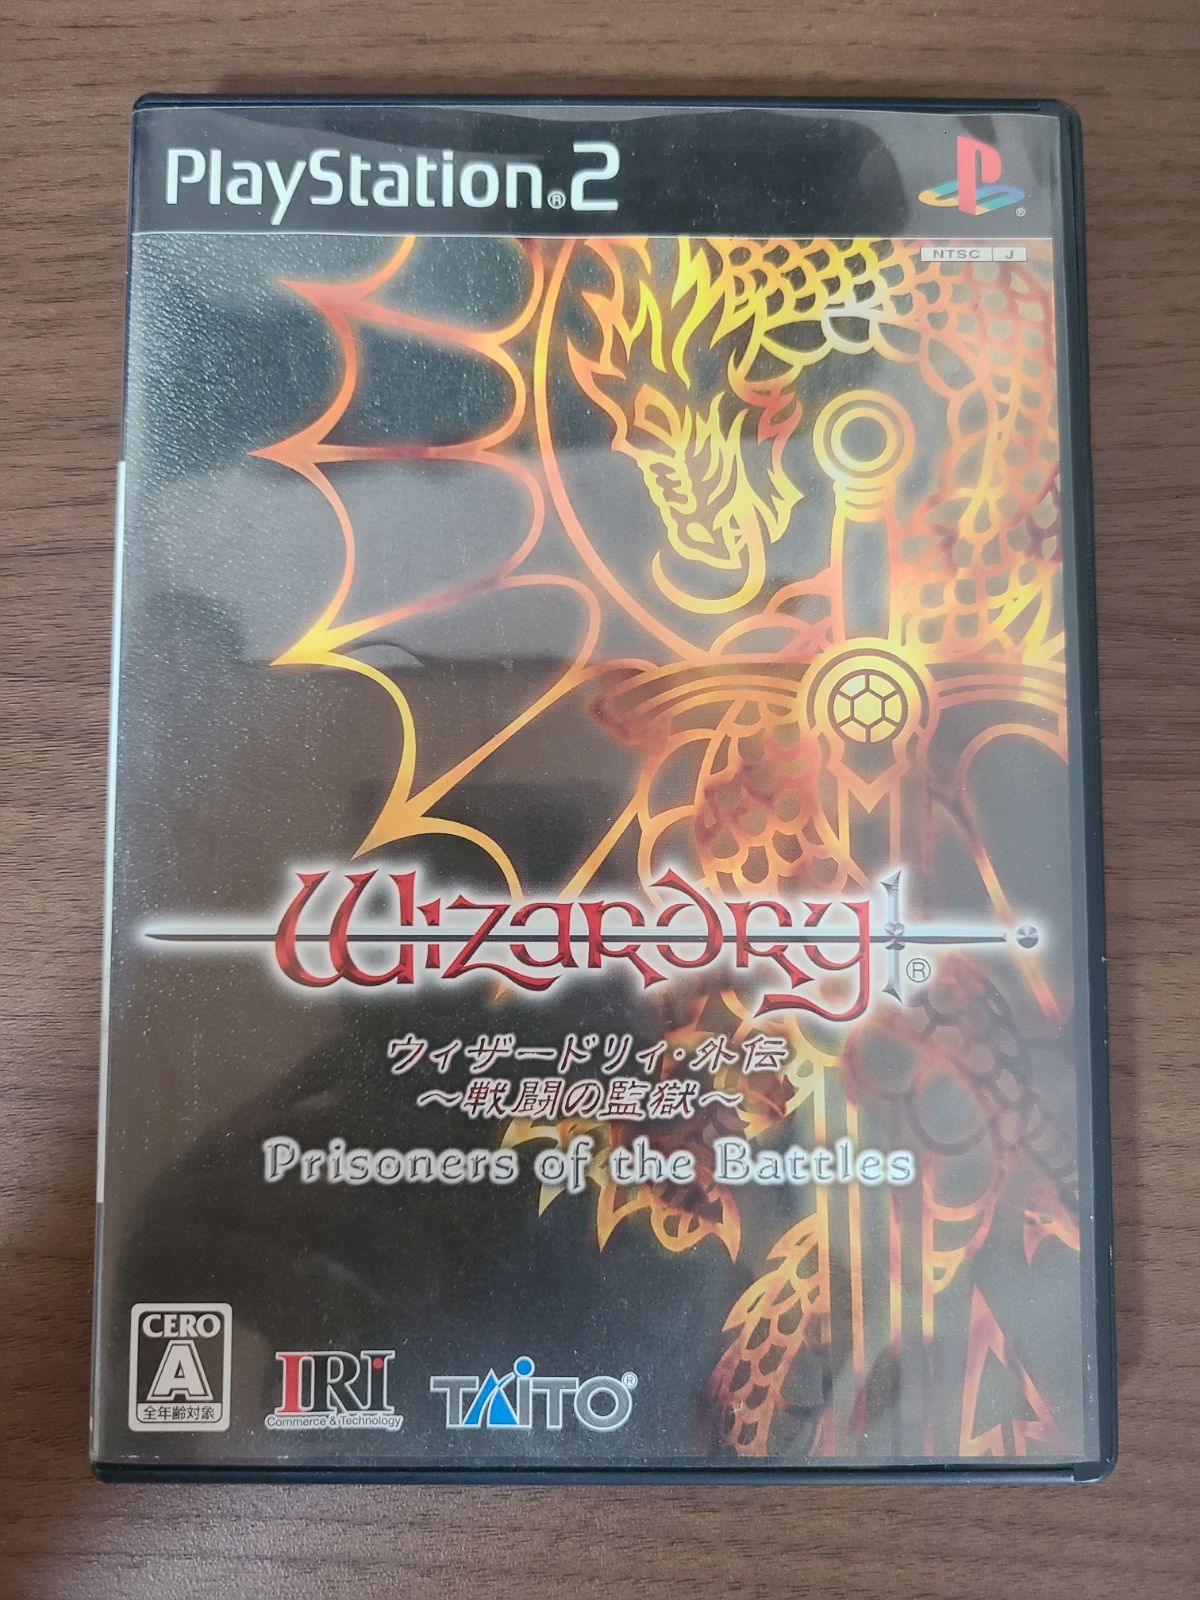 PlayStation®2
NTSC J
Wizardry®
ウィザードリィ・外伝
～戦闘の監獄～
Prisoners of the Battles
CERO
A
全年齢対象
IRI
Commerce & Technology
TAITO®